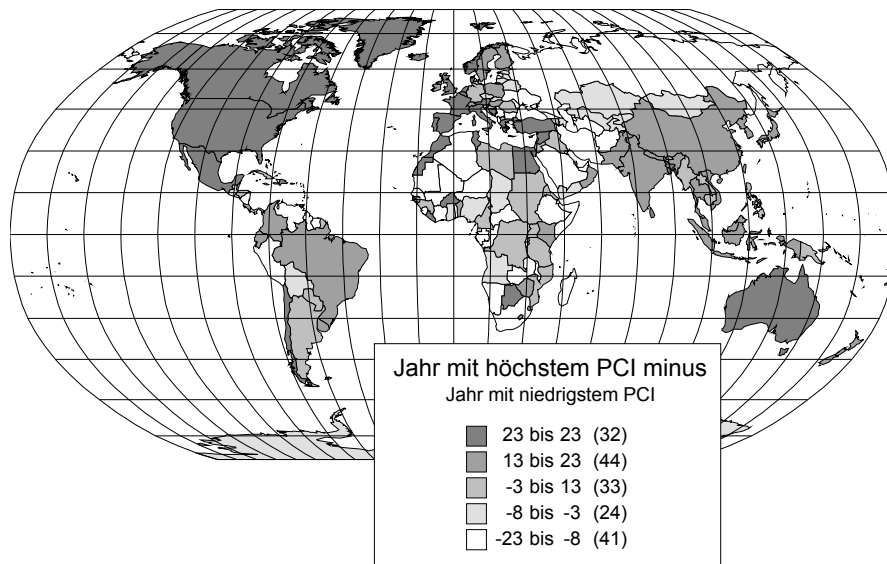 Jahr mit höchstem PCI minus
Jahr mit niedrigstem PCI
23 bis 23 (32)
13 bis 23 (44)
-3 bis 13 (33)
-8 bis -3 (24)
-23 bis -8 (41)